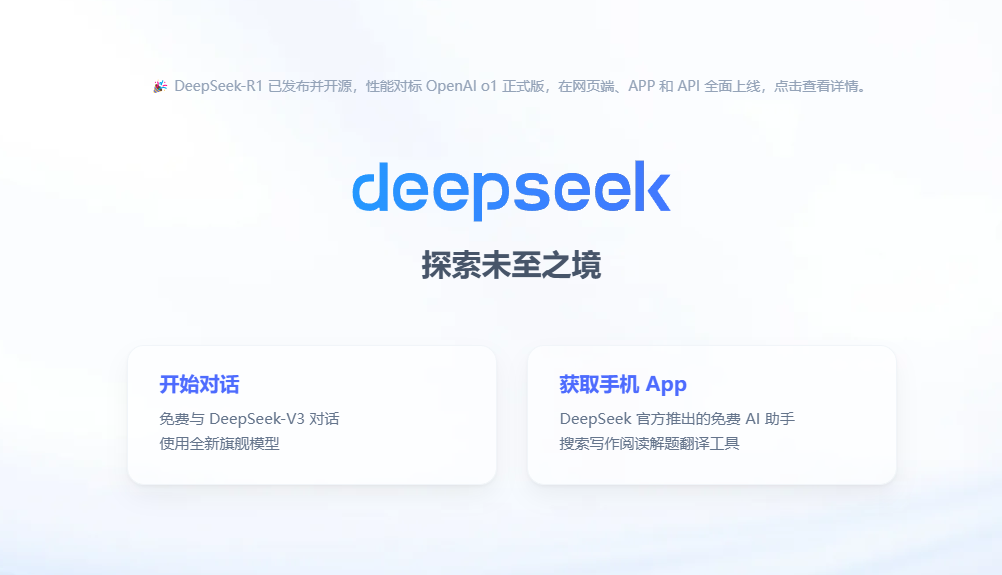 🎉 DeepSeek-R1 已发布并开源，性能对标 OpenAI o1 正式版，在网页端、APP 和 API 全面上线，点击查看详情。
deepseek
探索未至之境
开始对话
免费与 DeepSeek-V3 对话
使用全新旗舰模型
获取手机 App
DeepSeek 官方推出的免费 AI 助手
搜索写作阅读解题翻译工具